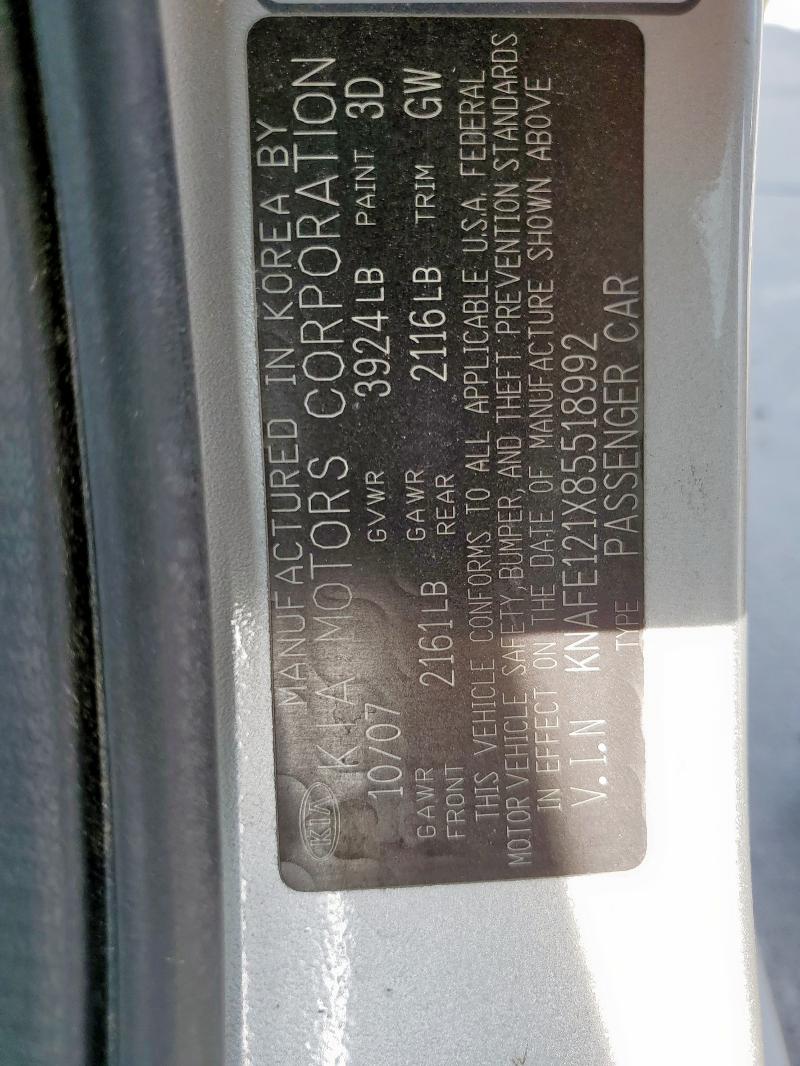 MANUFACTURED IN KOREA BY
KIA KIA MOTORS CORPORATION
10/07 GVWR 3924LB PAINT 3D
GAWR FRONT 2161LB GAWR REAR 2116LB TRIM GW
THIS VEHICLE CONFORMS TO ALL APPLICABLE U.S.A. FEDERAL
MOTOR VEHICLE SAFETY, BUMPER, AND THEFT PREVENTION STANDARDS
IN EFFECT ON THE DATE OF MANUFACTURE SHOWN ABOVE
V.I.N KNAFE121X85518992
TYPE PASSENGER CAR